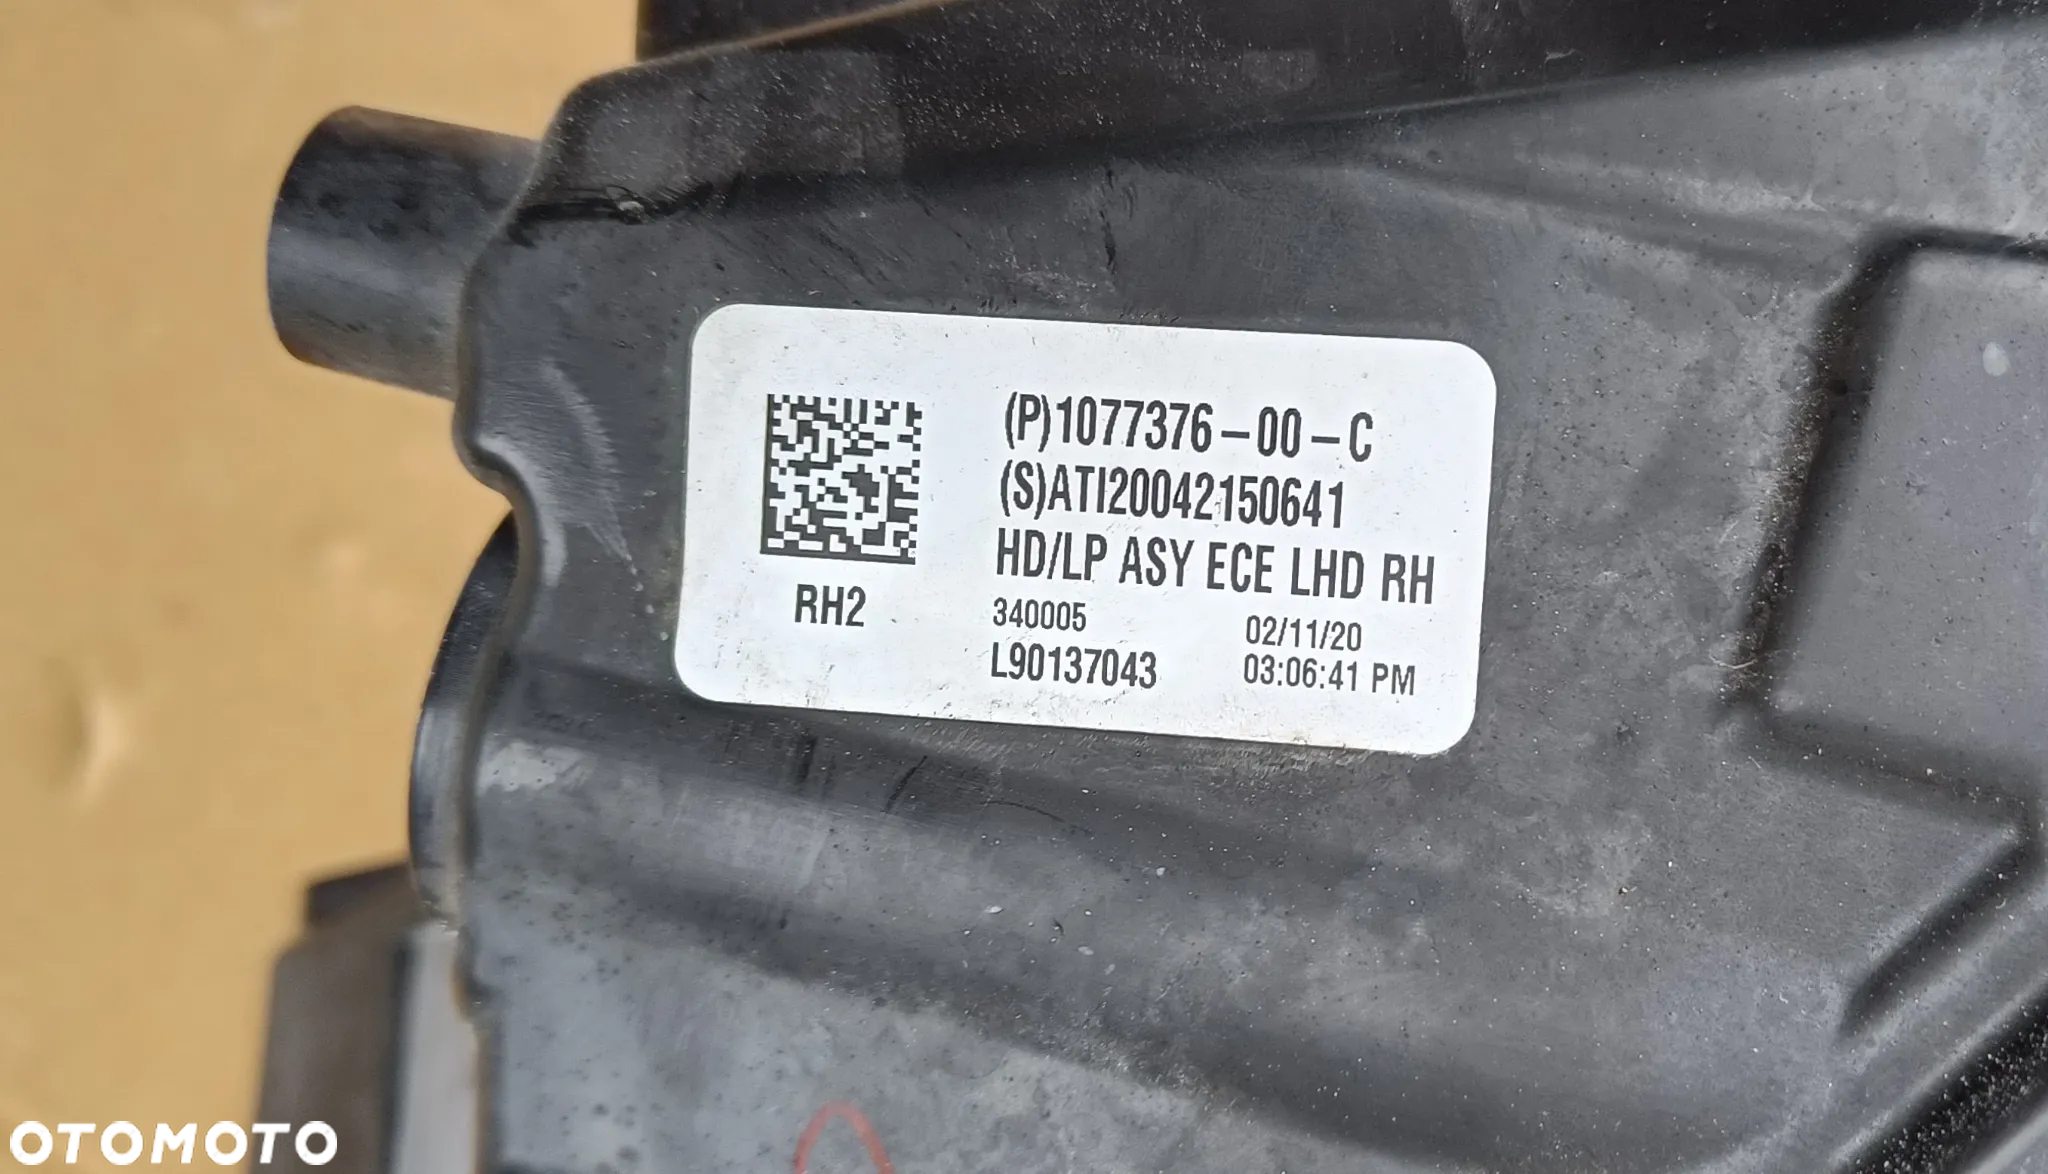 (P)1077376-00-C
(S)ATI20042150641
HD/LP ASY ECE LHD RH
RH2
340005 02/11/20
L90137043 03:06:41 PM
OTOMOTO